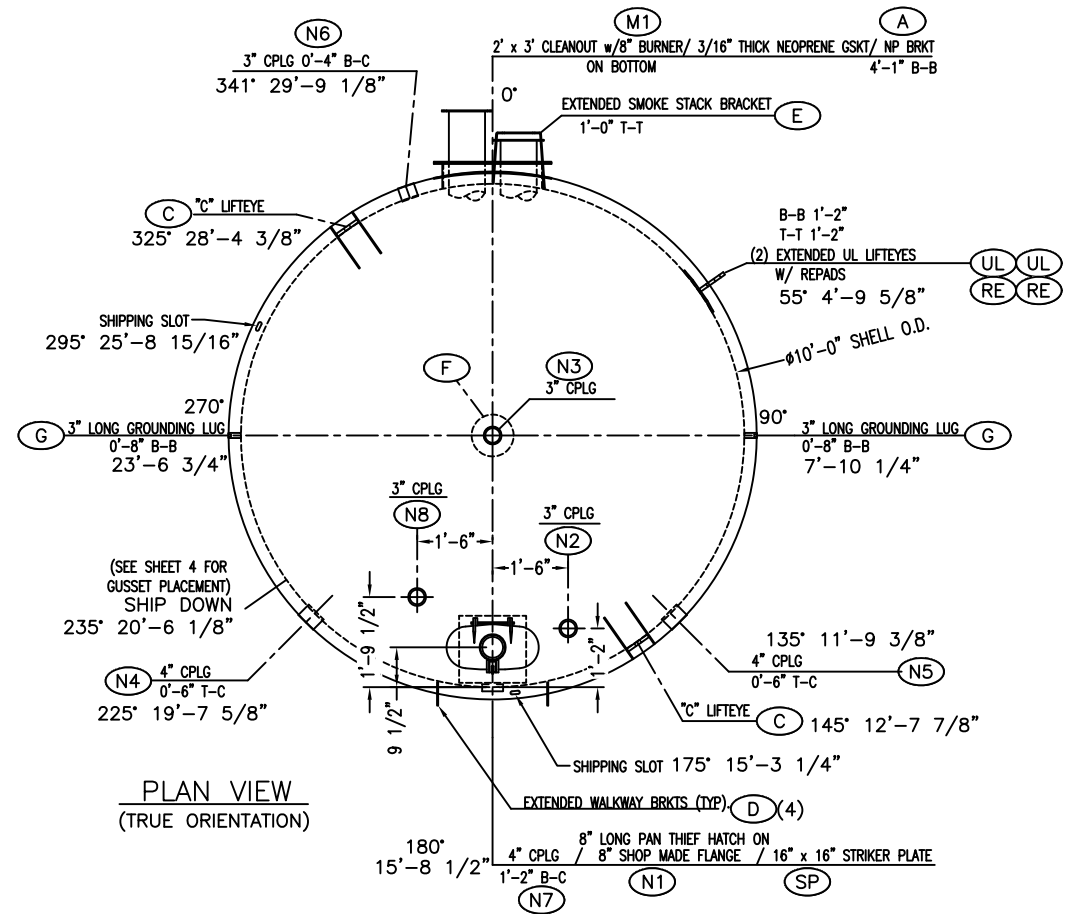 N6
3" CPLG 0'-4" B-C
341° 29'-9 1/8"
M1
A
2' x 3' CLEANOUT w/8" BURNER/ 3/16" THICK NEOPRENE GSKT/ NP BRKT
ON BOTTOM
4'-1" B-B
0°
EXTENDED SMOKE STACK BRACKET
1'-0" T-T
E
C
"C" LIFTEYE
325° 28'-4 3/8"
B-B 1'-2"
T-T 1'-2"
(2) EXTENDED UL LIFTEYES
W/ REPADS
55° 4'-9 5/8"
UL
UL
RE
RE
SHIPPING SLOT
295° 25'-8 15/16"
ø10'-0" SHELL O.D.
F
N3
3" CPLG
270°
G
3" LONG GROUNDING LUG
0'-8" B-B
23'-6 3/4"
90°
3" LONG GROUNDING LUG
0'-8" B-B
7'-10 1/4"
G
3" CPLG
N8
1'-6"
3" CPLG
N2
1'-6"
(SEE SHEET 4 FOR
GUSSET PLACEMENT)
SHIP DOWN
235° 20'-6 1/8"
1'-9 1/2"
9 1/2"
1'-2"
N4
4" CPLG
0'-6" T-C
225° 19'-7 5/8"
135° 11'-9 3/8"
4" CPLG
0'-6" T-C
N5
"C" LIFTEYE
C
145° 12'-7 7/8"
SHIPPING SLOT 175° 15'-3 1/4"
EXTENDED WALKWAY BRKTS (TYP).
D
(4)
PLAN VIEW
(TRUE ORIENTATION)
180°
15'-8 1/2"
4" CPLG
1'-2" B-C
N7
/ 8" LONG PAN THIEF HATCH ON
8" SHOP MADE FLANGE
N1
/ 16" x 16" STRIKER PLATE
SP